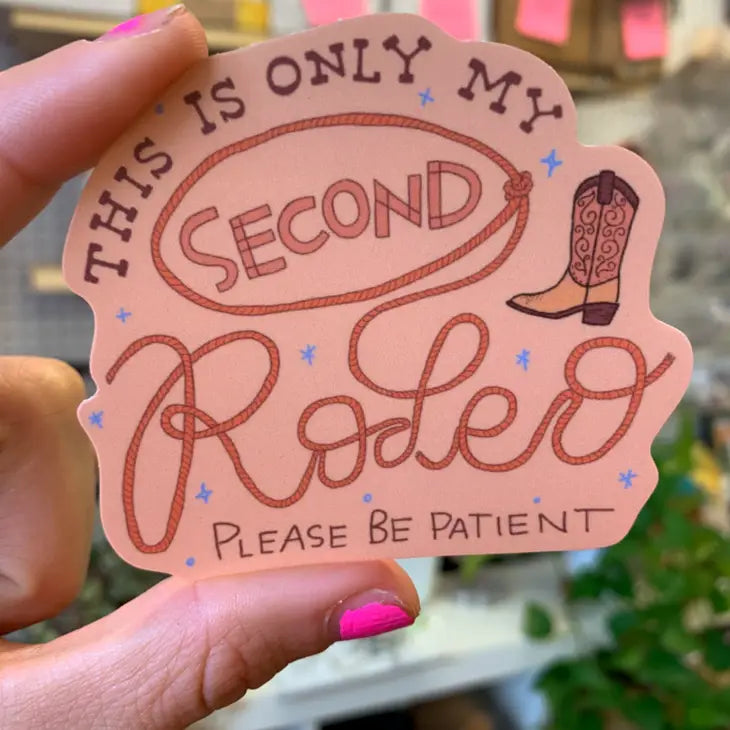 THIS IS ONLY MY
SECOND
Rodeo
PLEASE BE PATIENT